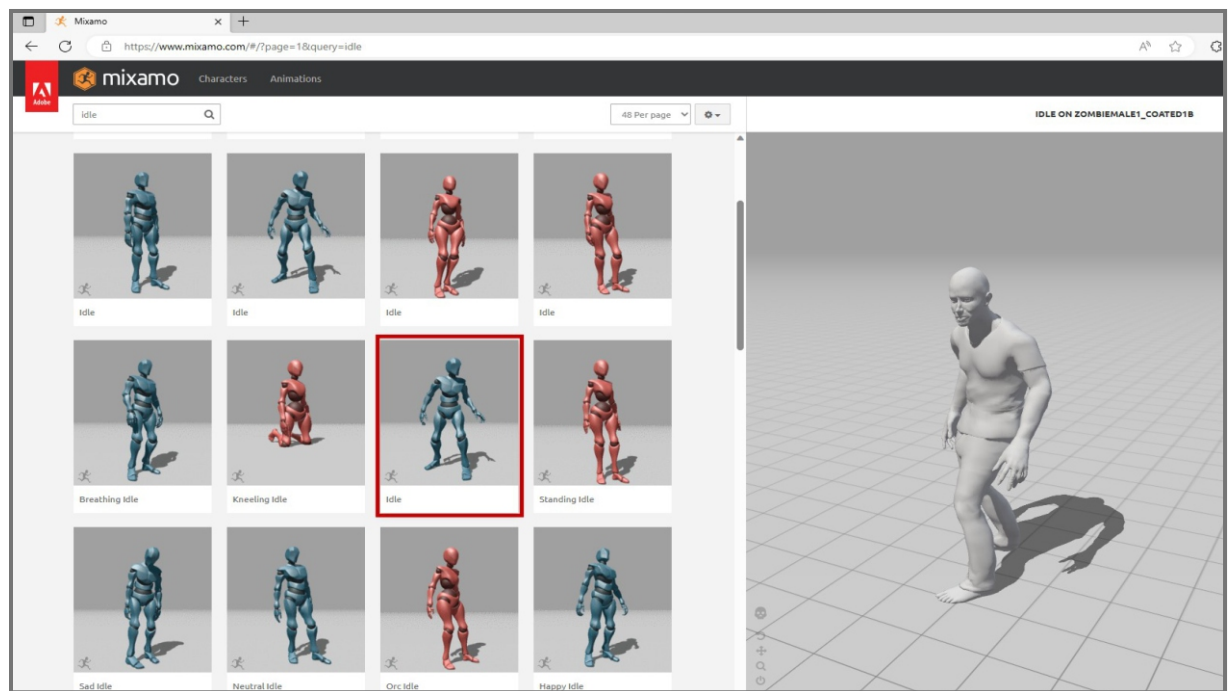 Mixamo
https://www.mixamo.com/#/?page=1&query=idle
Adobe
mixamo Characters Animations
idle
48 Per page
IDLE ON ZOMBIEMALE1_COATED1B
Idle
Idle
Idle
Idle
Breathing Idle
Kneeling Idle
Idle
Standing Idle
Sad Idle
Neutral Idle
Orc Idle
Happy Idle